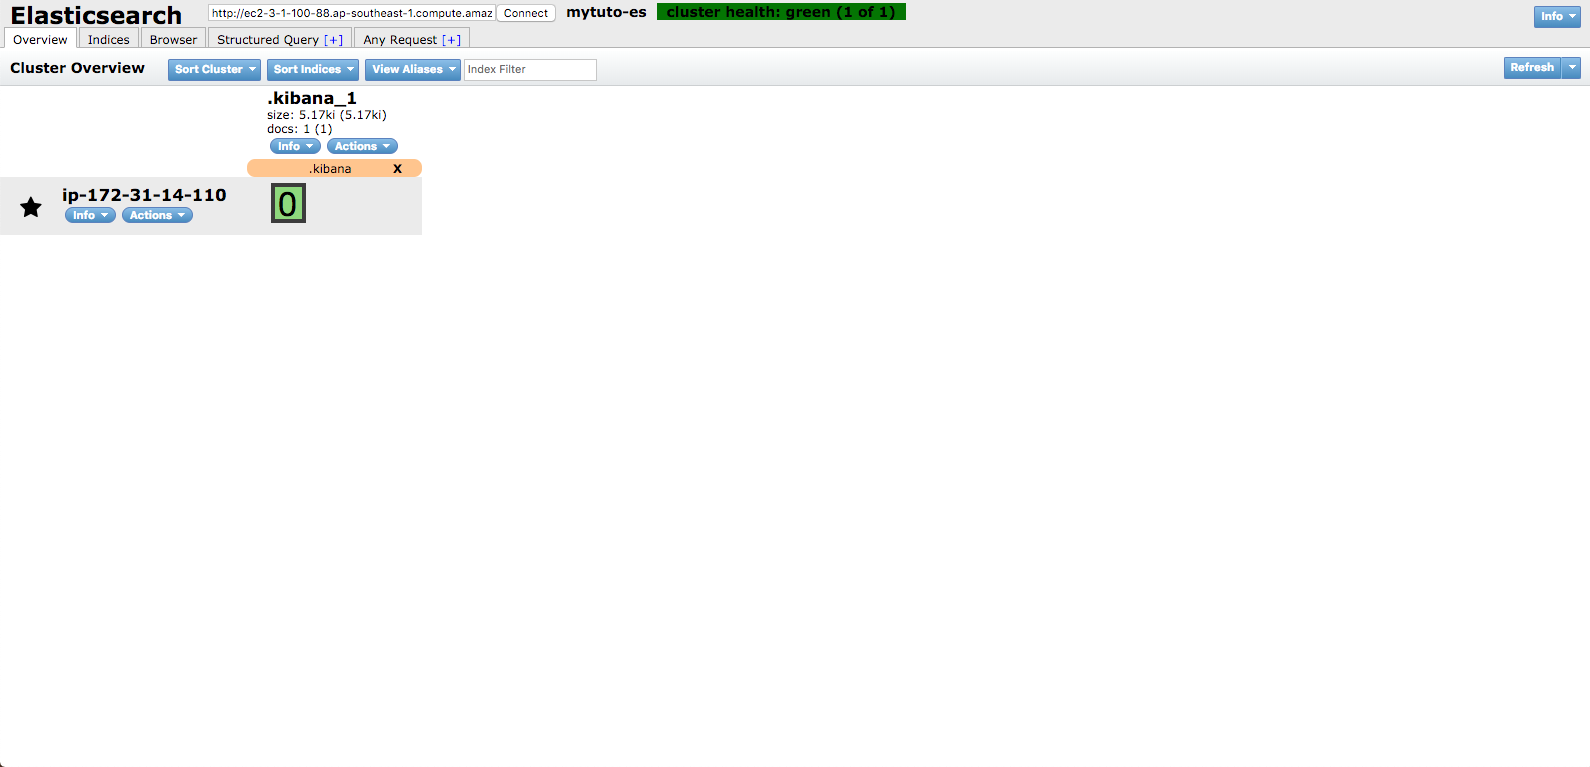 Elasticsearch
http://ec2-3-1-100-88.ap-southeast-1.compute.amaz Connect mytuto-es cluster health: green (1 of 1) Info
Overview Indices Browser Structured Query [+] Any Request [+]
Cluster Overview Sort Cluster Sort Indices View Aliases Index Filter Refresh
.kibana_1
size: 5.17ki (5.17ki)
docs: 1 (1)
Info Actions
.kibana X
ip-172-31-14-110
Info Actions
0